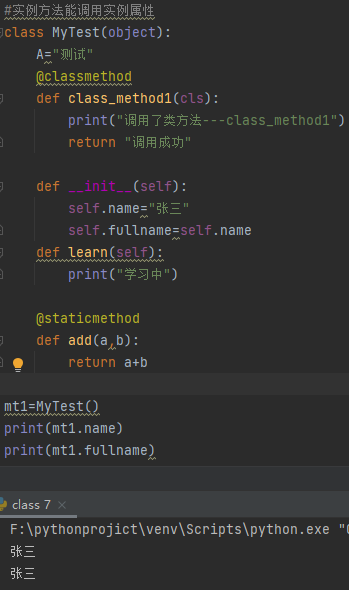 #实例方法能调用实例属性
class MyTest(object):
    A="测试"
    @classmethod
    def class_method1(cls):
        print("调用了类方法---class_method1")
        return "调用成功"

    def __init__(self):
        self.name="张三"
        self.fullname=self.name
    def learn(self):
        print("学习中")

    @staticmethod
    def add(a,b):
        return a+b

mt1=MyTest()
print(mt1.name)
print(mt1.fullname)
class 7 ×
F:\pythonprojict\venv\Scripts\python.exe "
张三
张三